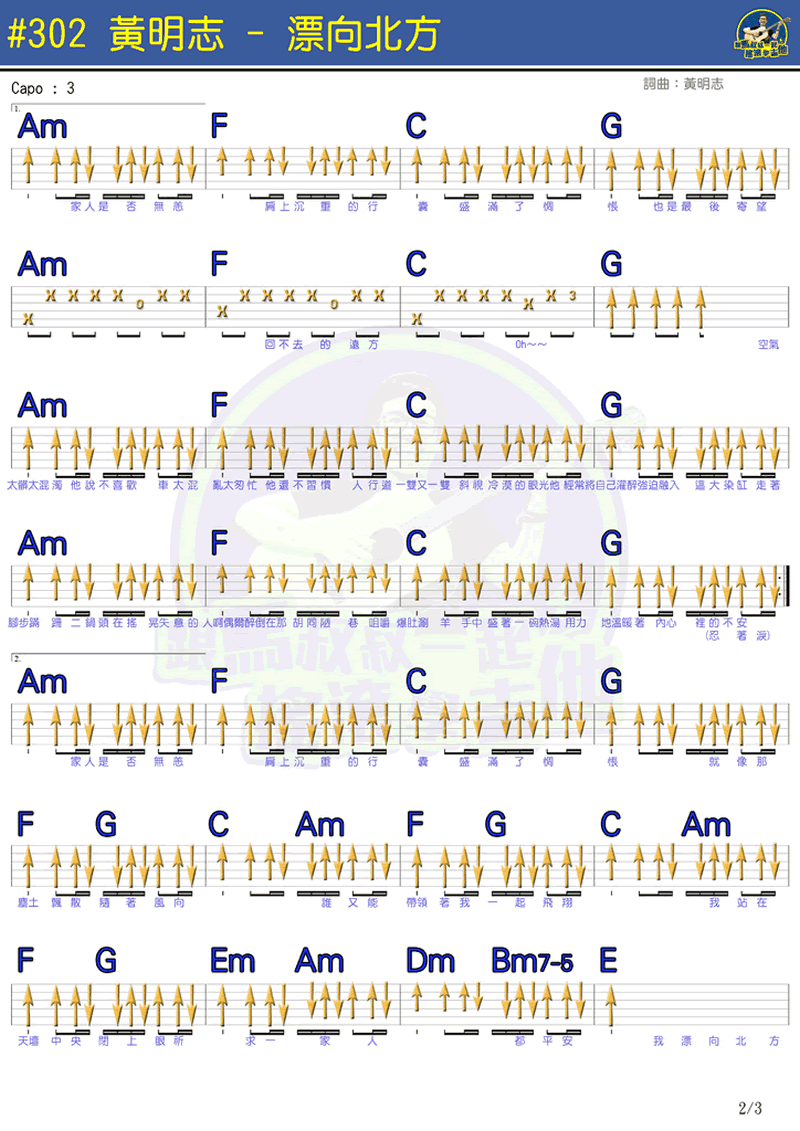 #302 黃明志 - 漂向北方
Capo : 3
詞曲：黃明志
1.
Am F C G
家人是 否 無恙 肩上沉 重 的 行 囊 盛 滿 了 惆 悵 也是最 後 寄 望
Am F C G
X X X X X 0 X X X X X X X 0 X X X X X X X X X 3
回不去 的 遠方 Oh~~ 空氣
Am F C G
太髒太混濁 他說不喜歡 車太混 亂太匆忙 他還不習慣 人行道 一雙又一雙 斜視 冷漠的眼光他 經常將自己灌醉強迫融入 這大染缸 走著
Am F C G
腳步蹣 跚 二鍋頭在搖 晃失意的 人啊偶爾醉倒在那 胡同陋 巷 咀嚼 爆肚涮 羊 手中 盛著一碗熱湯 用力 地溫暖著 內心 裡的不安
(忍 著 淚)
2.
Am F C G
家人是 否 無恙 肩上沉 重 的 行 囊 盛 滿 了 惆 悵 就像那
F G C Am F G C Am
塵土 飄散 隨著 風向 誰 又能 帶領 著我 一起 飛翔 我 站在
F G Em Am Dm Bm7-5 E
天壇 中央 閉上 眼祈 求一 家 人 都平安 我 漂 向 北 方
跟馬叔叔一起
搖滾學吉他
2/3